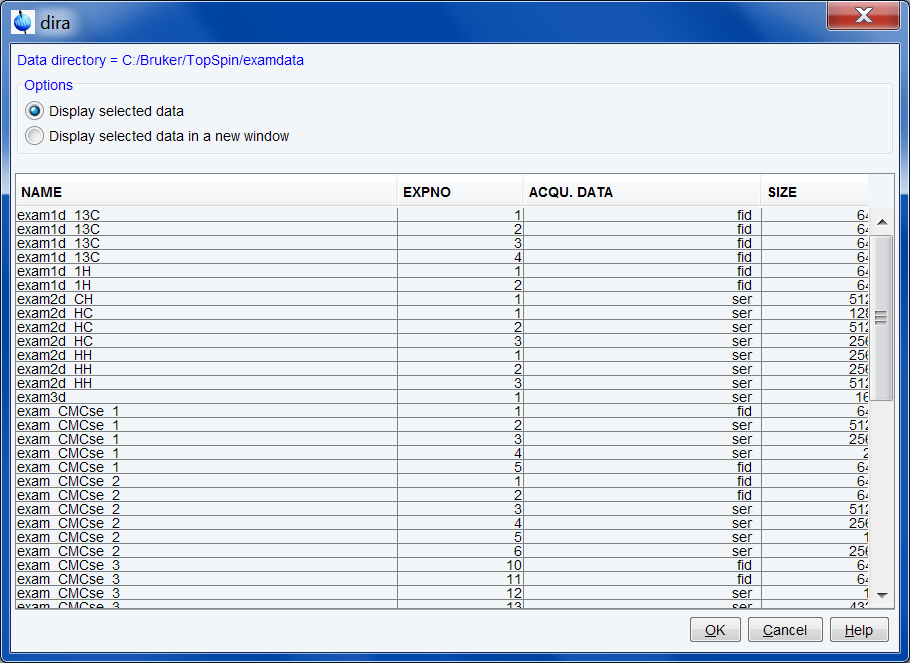 dira
Data directory = C:/Bruker/TopSpin/examdata
Options
Display selected data
Display selected data in a new window
NAME EXPNO ACQU. DATA SIZE
exam1d_13C 1 fid 64
exam1d_13C 2 fid 64
exam1d_13C 3 fid 64
exam1d_13C 4 fid 64
exam1d_1H 1 fid 64
exam1d_1H 2 fid 64
exam2d_CH 1 ser 512
exam2d_HC 1 ser 128
exam2d_HC 2 ser 512
exam2d_HC 3 ser 256
exam2d_HH 1 ser 256
exam2d_HH 2 ser 256
exam2d_HH 3 ser 512
exam3d 1 ser 16
exam_CMCse_1 1 fid 64
exam_CMCse_1 2 ser 512
exam_CMCse_1 3 ser 256
exam_CMCse_1 4 ser 2
exam_CMCse_1 5 fid 64
exam_CMCse_2 1 fid 64
exam_CMCse_2 2 fid 64
exam_CMCse_2 3 ser 512
exam_CMCse_2 4 ser 256
exam_CMCse_2 5 ser 1
exam_CMCse_2 6 ser 256
exam_CMCse_3 10 fid 64
exam_CMCse_3 11 fid 64
exam_CMCse_3 12 ser 1
exam_CMCse_3 13 ser 432
OK Cancel Help